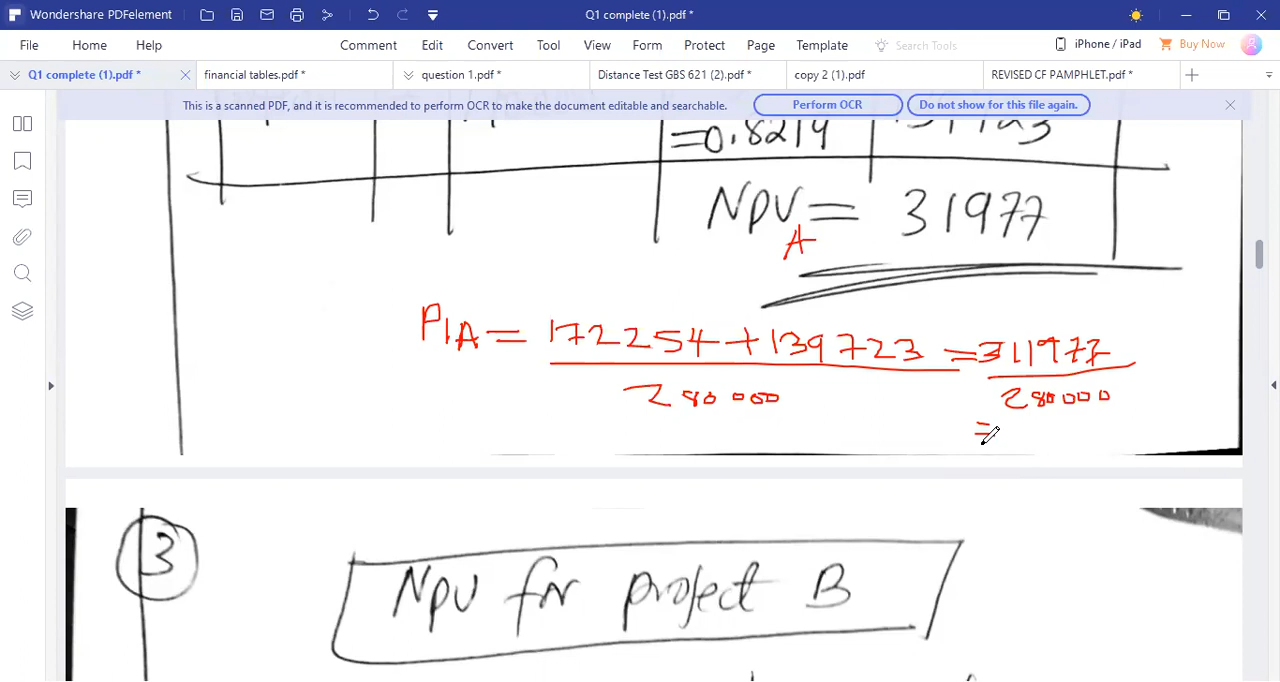 Wondershare PDFelement
Q1 complete (1).pdf *
File Home Help Comment Edit Convert Tool View Form Protect Page Template Search Tools iPhone / iPad Buy Now
Q1 complete (1).pdf * financial tables.pdf * question 1.pdf * Distance Test GBS 621 (2).pdf * copy 2 (1).pdf REVISED CF PAMPHLET.pdf *
This is a scanned PDF, and it is recommended to perform OCR to make the document editable and searchable. Perform OCR Do not show for this file again.
=0.8219
NPV = 31977
A
PIA = 172254 + 139723 = 311977
280000 280000
=
3
NPV for project B